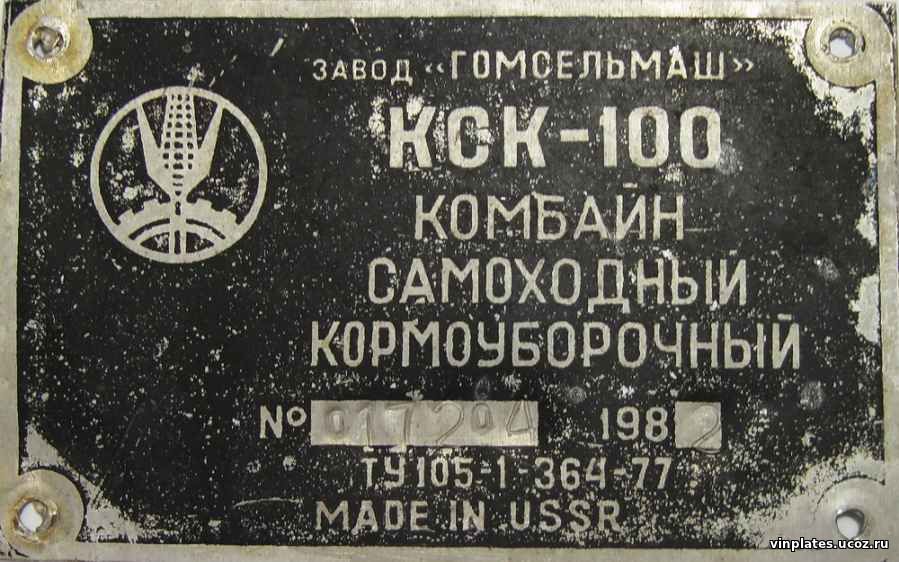 ЗАВОД «ГОМСЕЛЬМАШ»
КСК-100
КОМБАЙН
САМОХОДНЫЙ
КОРМОУБОРОЧНЫЙ
№ 017204 1982
ТУ105-1-364-77
MADE IN USSR
vinplates.ucoz.ru